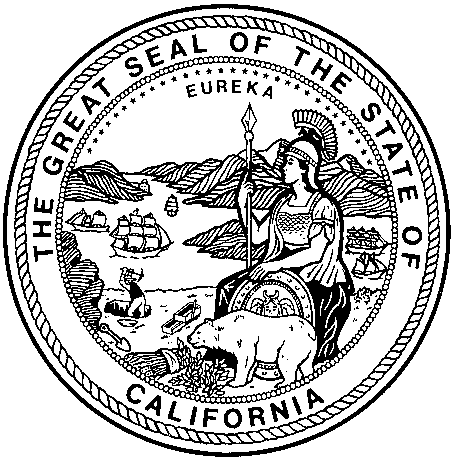 THE GREAT SEAL OF THE STATE OF
CALIFORNIA
EUREKA